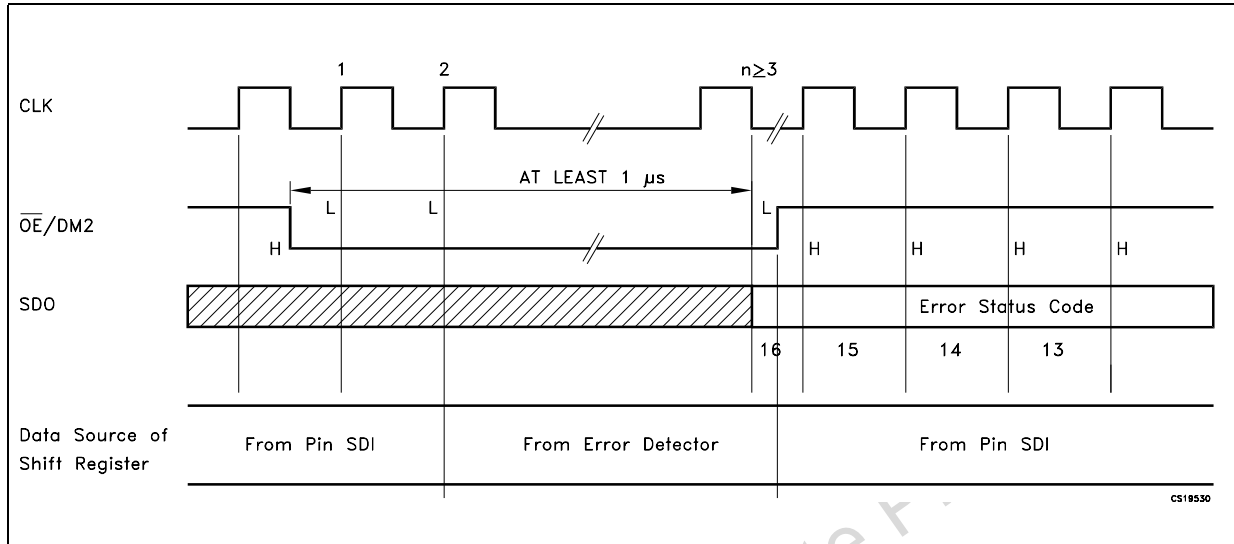 1 2 n≥3
CLK
AT LEAST 1 μs
L L L
OE/DM2
H H H H H
SDO Error Status Code
16 15 14 13
Data Source of
Shift Register
From Pin SDI From Error Detector From Pin SDI
CS19530